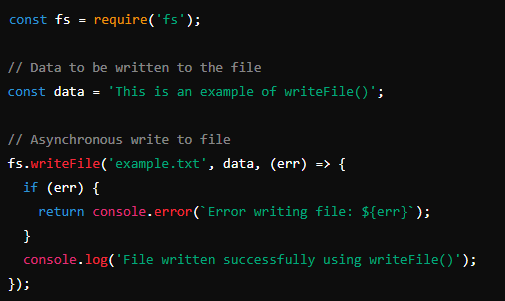 const fs = require('fs');

// Data to be written to the file
const data = 'This is an example of writeFile()';

// Asynchronous write to file
fs.writeFile('example.txt', data, (err) => {
  if (err) {
    return console.error(`Error writing file: ${err}`);
  }
  console.log('File written successfully using writeFile()');
});